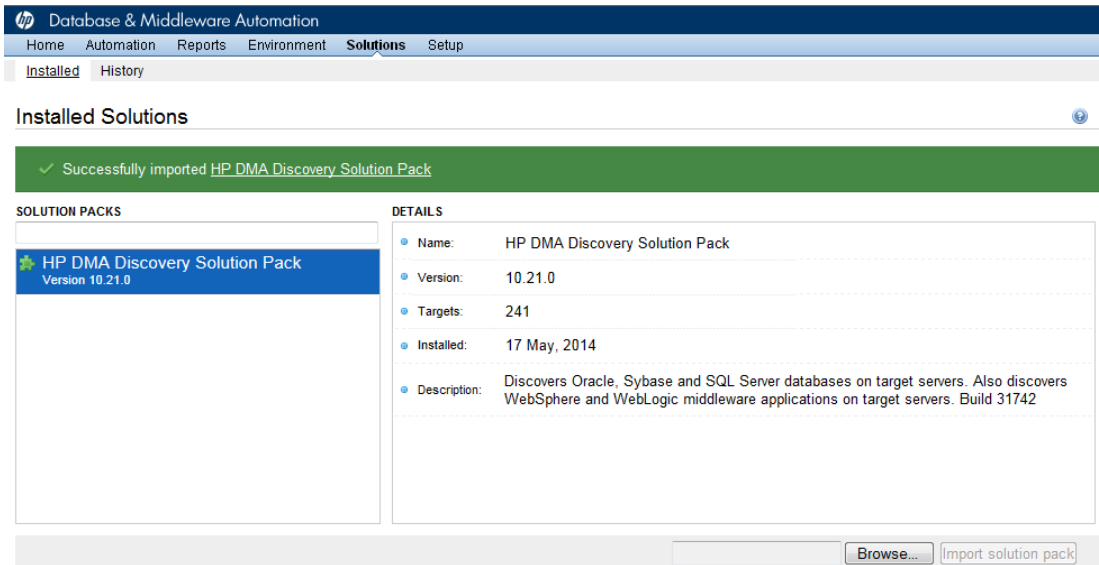 hp Database & Middleware Automation
Home Automation Reports Environment Solutions Setup
Installed History
Installed Solutions
?
✓ Successfully imported HP DMA Discovery Solution Pack
SOLUTION PACKS
HP DMA Discovery Solution Pack
Version 10.21.0
DETAILS
Name: HP DMA Discovery Solution Pack
Version: 10.21.0
Targets: 241
Installed: 17 May, 2014
Description: Discovers Oracle, Sybase and SQL Server databases on target servers. Also discovers
WebSphere and WebLogic middleware applications on target servers. Build 31742
Browse... Import solution pack